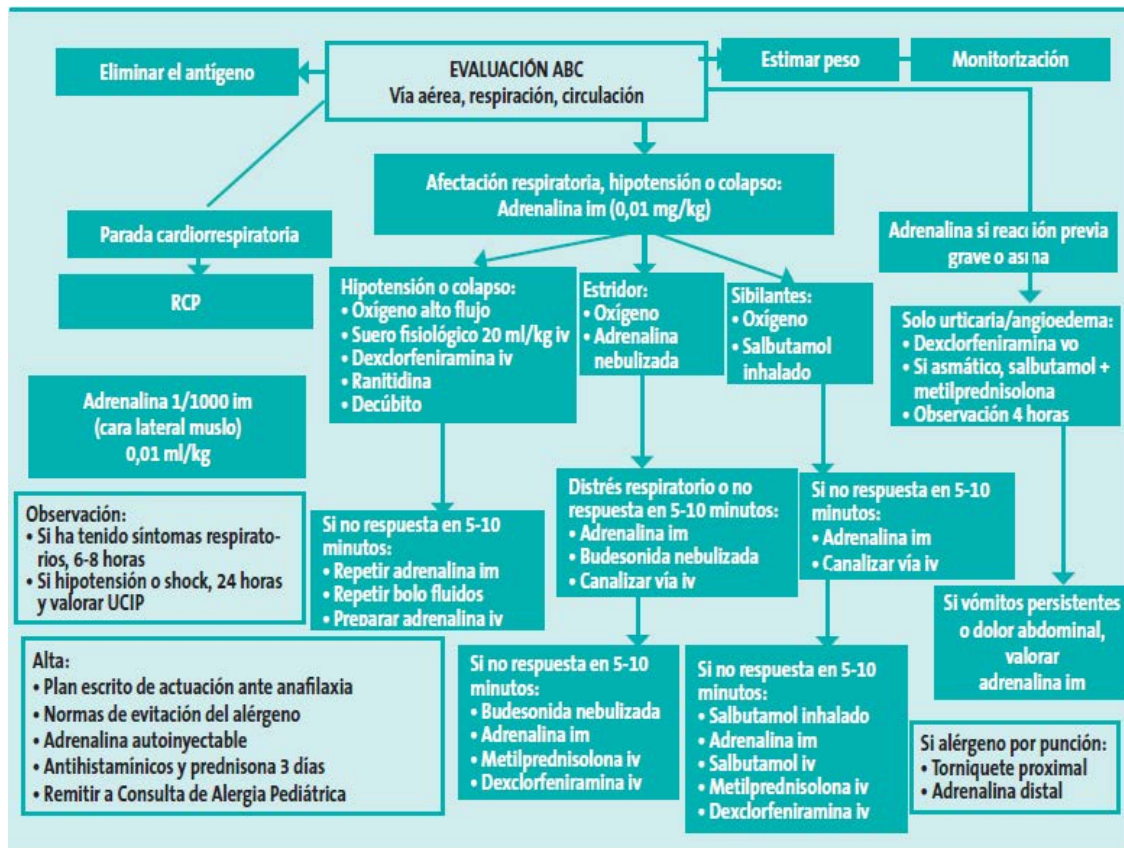 Eliminar el antígeno
EVALUACIÓN ABC
Vía aérea, respiración, circulación
Estimar peso
Monitorización
Afectación respiratoria, hipotensión o colapso:
Adrenalina im (0,01 mg/kg)
Parada cardiorrespiratoria
RCP
Adrenalina si reacción previa
grave o asma
Hipotensión o colapso:
• Oxígeno alto flujo
• Suero fisiológico 20 ml/kg iv
• Dexclorfeniramina iv
• Ranitidina
• Decúbito
Estridor:
• Oxígeno
• Adrenalina
nebulizada
Sibilantes:
• Oxígeno
• Salbutamol
inhalado
Solo urticaria/angioedema:
• Dexclorfeniramina vo
• Si asmático, salbutamol +
metilprednisolona
• Observación 4 horas
Adrenalina 1/1000 im
(cara lateral muslo)
0,01 ml/kg
Observación:
• Si ha tenido síntomas respirato-
rios, 6-8 horas
• Si hipotensión o shock, 24 horas
y valorar UCIP
Si no respuesta en 5-10
minutos:
• Repetir adrenalina im
• Repetir bolo fluidos
• Preparar adrenalina iv
Distrés respiratorio o no
respuesta en 5-10 minutos:
• Adrenalina im
• Budesonida nebulizada
• Canalizar vía iv
Si no respuesta en 5-10
minutos:
• Adrenalina im
• Canalizar vía iv
Si vómitos persistentes
o dolor abdominal,
valorar
adrenalina im
Alta:
• Plan escrito de actuación ante anafilaxia
• Normas de evitación del alérgeno
• Adrenalina autoinyectable
• Antihistamínicos y prednisona 3 días
• Remitir a Consulta de Alergia Pediátrica
Si no respuesta en 5-10
minutos:
• Budesonida nebulizada
• Adrenalina im
• Metilprednisolona iv
• Dexclorfeniramina iv
Si no respuesta en 5-10
minutos:
• Salbutamol inhalado
• Adrenalina im
• Salbutamol iv
• Metilprednisolona iv
• Dexclorfeniramina iv
Si alérgeno por punción:
• Torniquete proximal
• Adrenalina distal